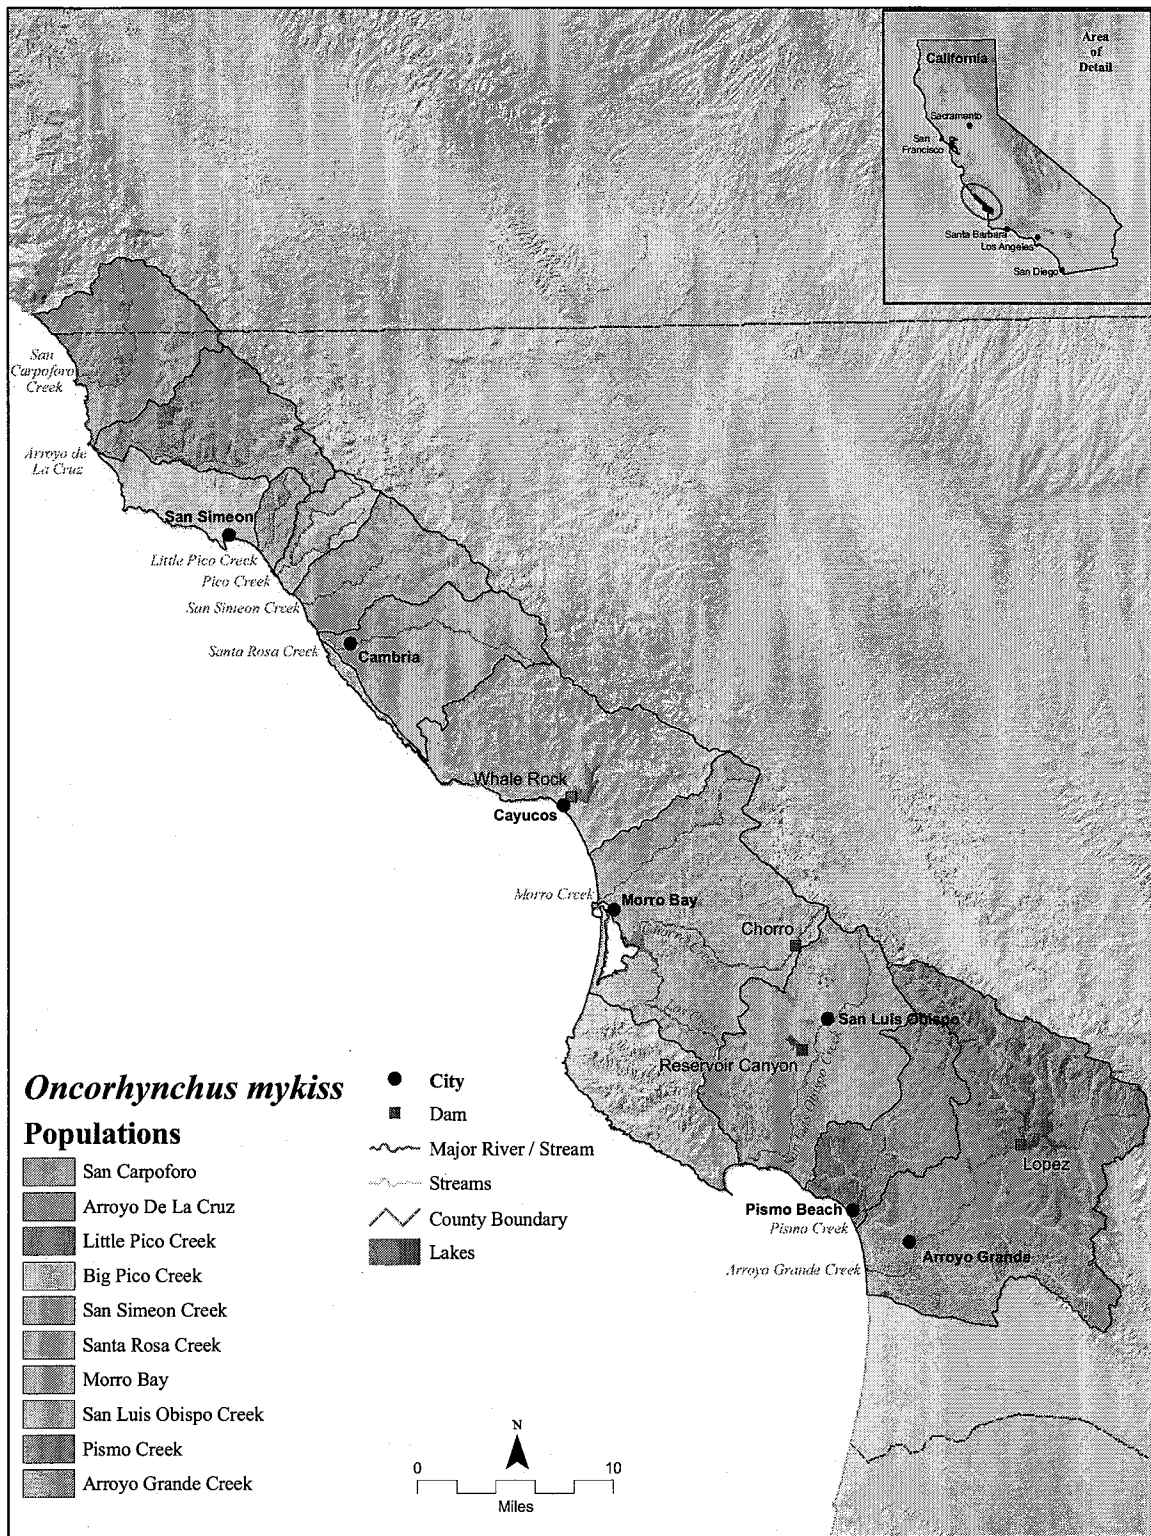 Area
of
Detail
California
Sacramento
San
Francisco
Santa Barbara
Los Angeles
San Diego
San
Carpoforo
Creek
Arroyo de
La Cruz
San Simeon
Little Pico Creek
Pico Creek
San Simeon Creek
Santa Rosa Creek
Cambria
Whale Rock
Cayucos
Morro Creek
Morro Bay
Chorro
Chorro Cr
San Luis Obispo
Reservoir Canyon
Luis Obispo Creek
Lopez
Pismo Beach
Pismo Creek
Arroyo Grande
Arroyo Grande Creek
Oncorhynchus mykiss
Populations
San Carpoforo
Arroyo De La Cruz
Little Pico Creek
Big Pico Creek
San Simeon Creek
Santa Rosa Creek
Morro Bay
San Luis Obispo Creek
Pismo Creek
Arroyo Grande Creek
City
Dam
Major River / Stream
Streams
County Boundary
Lakes
N
0 10
Miles